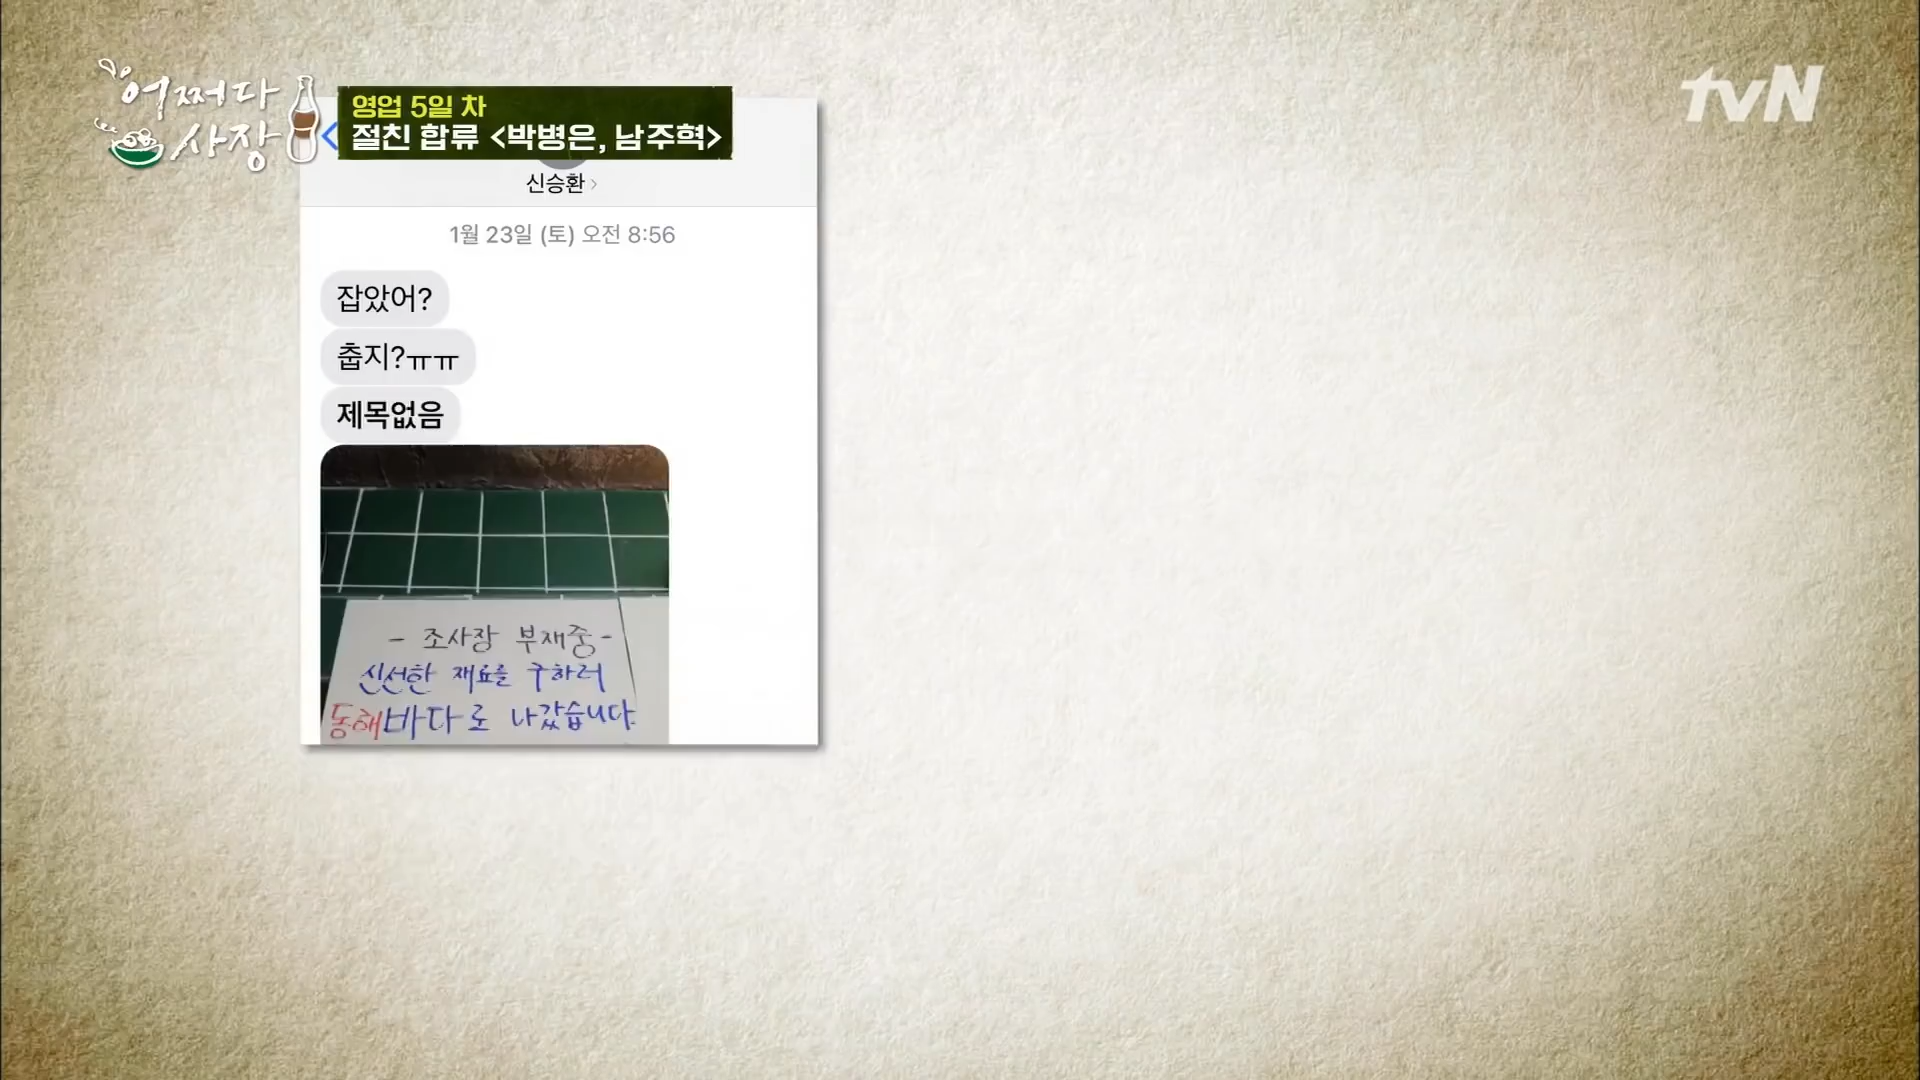 어쩌다
사장
영업 5일 차
절친 합류 <박병은, 남주혁>
tvN
신승환
1월 23일 (토) 오전 8:56
잡았어?
춥지?ㅠㅠ
제목없음
- 조사장 부재중 -
신선한 재료를 구하러
동해바다로 나갔습니다